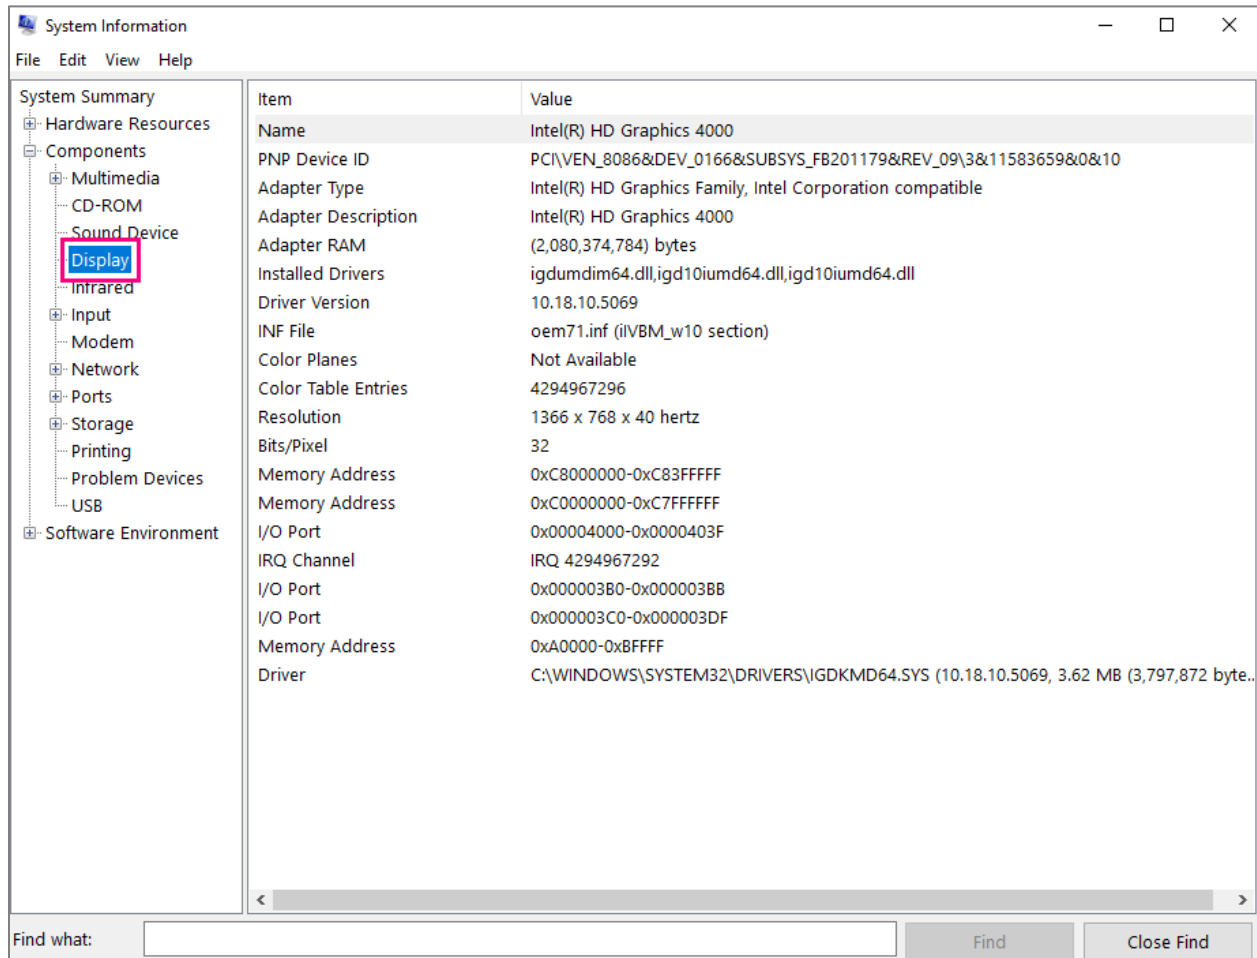 System Information
File Edit View Help
System Summary
Hardware Resources
Components
Multimedia
CD-ROM
Sound Device
Display
Infrared
Input
Modem
Network
Ports
Storage
Printing
Problem Devices
USB
Software Environment
Item Value
Name Intel(R) HD Graphics 4000
PNP Device ID PCI\VEN_8086&DEV_0166&SUBSYS_FB201179&REV_09\3&11583659&0&10
Adapter Type Intel(R) HD Graphics Family, Intel Corporation compatible
Adapter Description Intel(R) HD Graphics 4000
Adapter RAM (2,080,374,784) bytes
Installed Drivers igdumdim64.dll,igd10iumd64.dll,igd10iumd64.dll
Driver Version 10.18.10.5069
INF File oem71.inf (iIVBM_w10 section)
Color Planes Not Available
Color Table Entries 4294967296
Resolution 1366 x 768 x 40 hertz
Bits/Pixel 32
Memory Address 0xC8000000-0xC83FFFFF
Memory Address 0xC0000000-0xC7FFFFFF
I/O Port 0x00004000-0x0000403F
IRQ Channel IRQ 4294967292
I/O Port 0x000003B0-0x000003BB
I/O Port 0x000003C0-0x000003DF
Memory Address 0xA0000-0xBFFFF
Driver C:\WINDOWS\SYSTEM32\DRIVERS\IGDKMD64.SYS (10.18.10.5069, 3.62 MB (3,797,872 byte..
Find what: Find Close Find